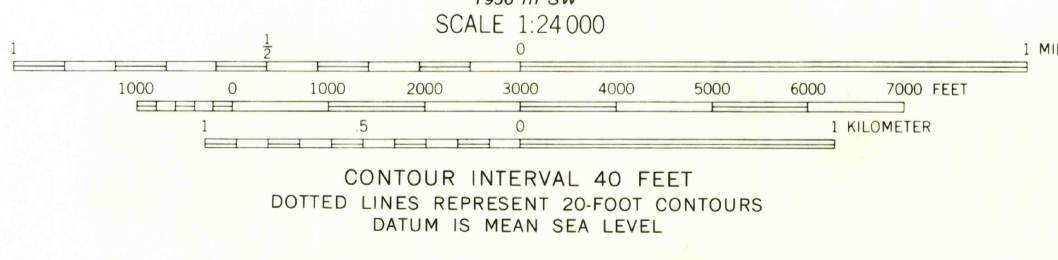 SCALE 1:24 000
1 1/2 0 1
1000 0 1000 2000 3000 4000 5000 6000 7000 FEET
1 .5 0 1 KILOMETER
CONTOUR INTERVAL 40 FEET
DOTTED LINES REPRESENT 20-FOOT CONTOURS
DATUM IS MEAN SEA LEVEL